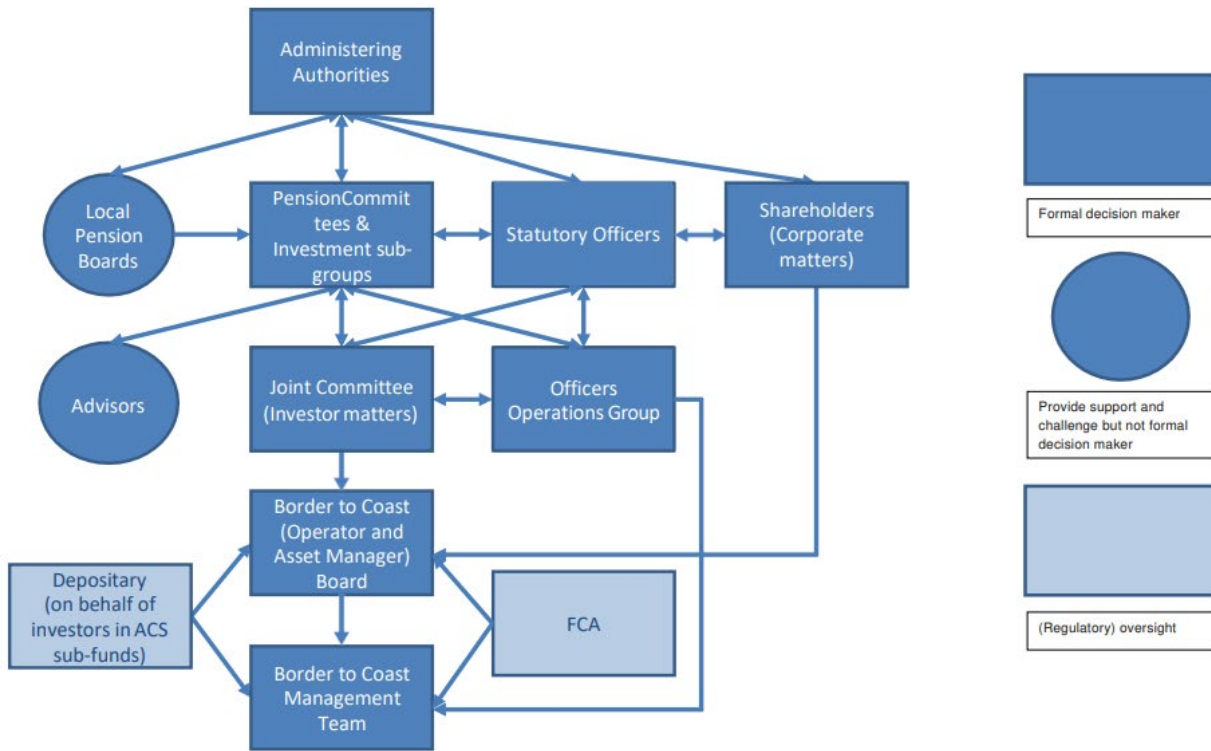 Administering
Authorities
Local
Pension
Boards
PensionCommit
tees &
Investment sub-
groups
Statutory Officers
Shareholders
(Corporate
matters)
Formal decision maker
Advisors
Joint Committee
(Investor matters)
Officers
Operations Group
Provide support and
challenge but not formal
decision maker
Border to Coast
(Operator and
Asset Manager)
Board
Depositary
(on behalf of
investors in ACS
sub-funds)
FCA
(Regulatory) oversight
Border to Coast
Management
Team